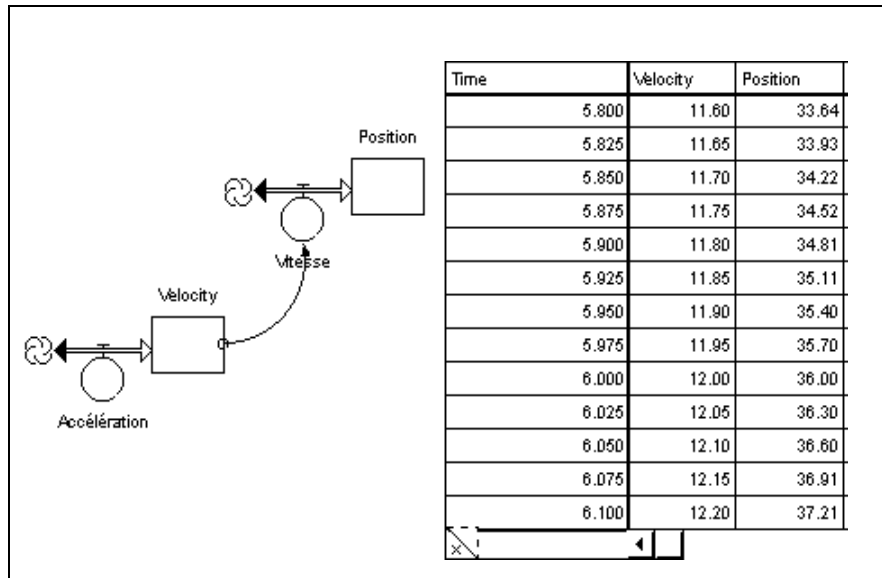 Position
Vitesse
Velocity
Accélération
Time Velocity Position
5.800 11.60 33.64
5.825 11.65 33.93
5.850 11.70 34.22
5.875 11.75 34.52
5.900 11.80 34.81
5.925 11.85 35.11
5.950 11.90 35.40
5.975 11.95 35.70
6.000 12.00 36.00
6.025 12.05 36.30
6.050 12.10 36.60
6.075 12.15 36.91
6.100 12.20 37.21